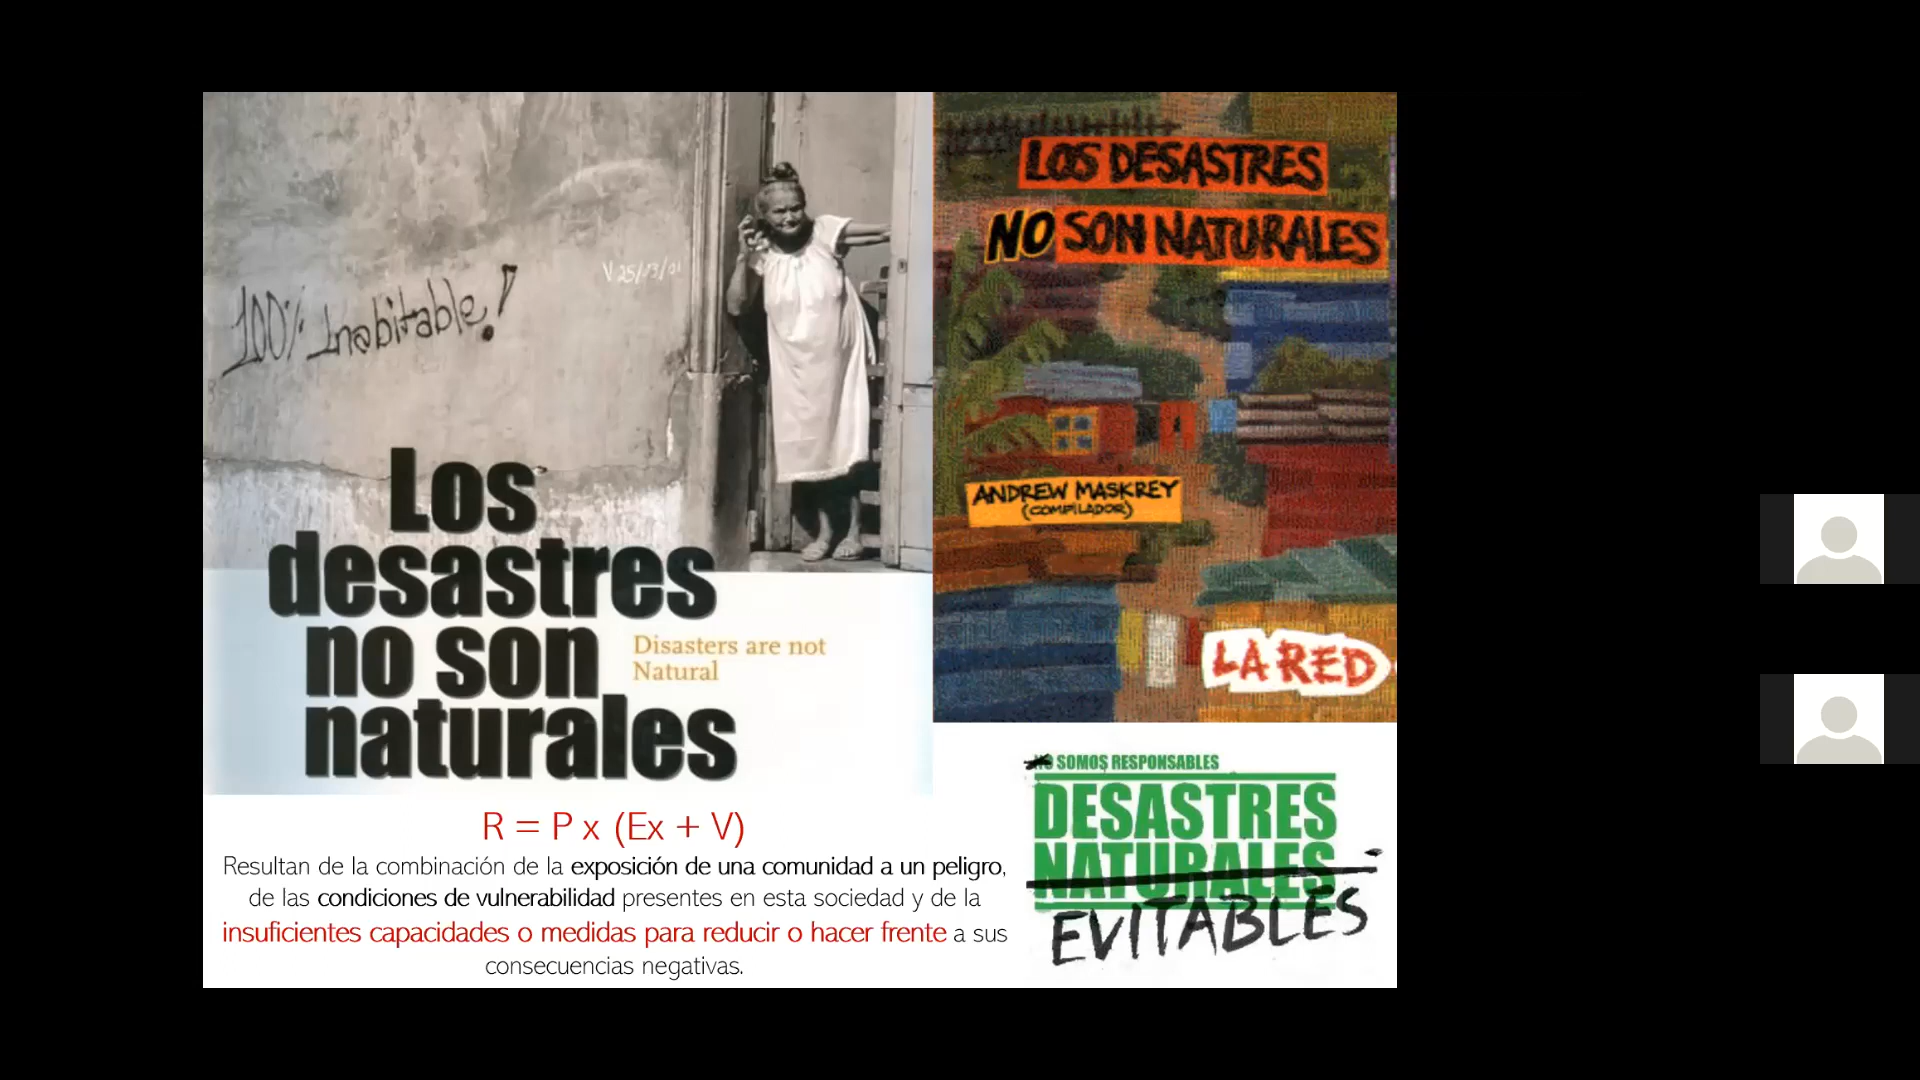 100% Inabitable!
V 25/13/01
Los
desastres
no son
naturales
Disasters are not
Natural
LOS DESASTRES
NO SON NATURALES
ANDREW MASKREY
(COMPILADOR)
LA RED
R = P x (Ex + V)
Resultan de la combinación de la exposición de una comunidad a un peligro,
de las condiciones de vulnerabilidad presentes en esta sociedad y de la
insuficientes capacidades o medidas para reducir o hacer frente a sus
consecuencias negativas.
NO SOMOS RESPONSABLES
DESASTRES
NATURALES
EVITABLES